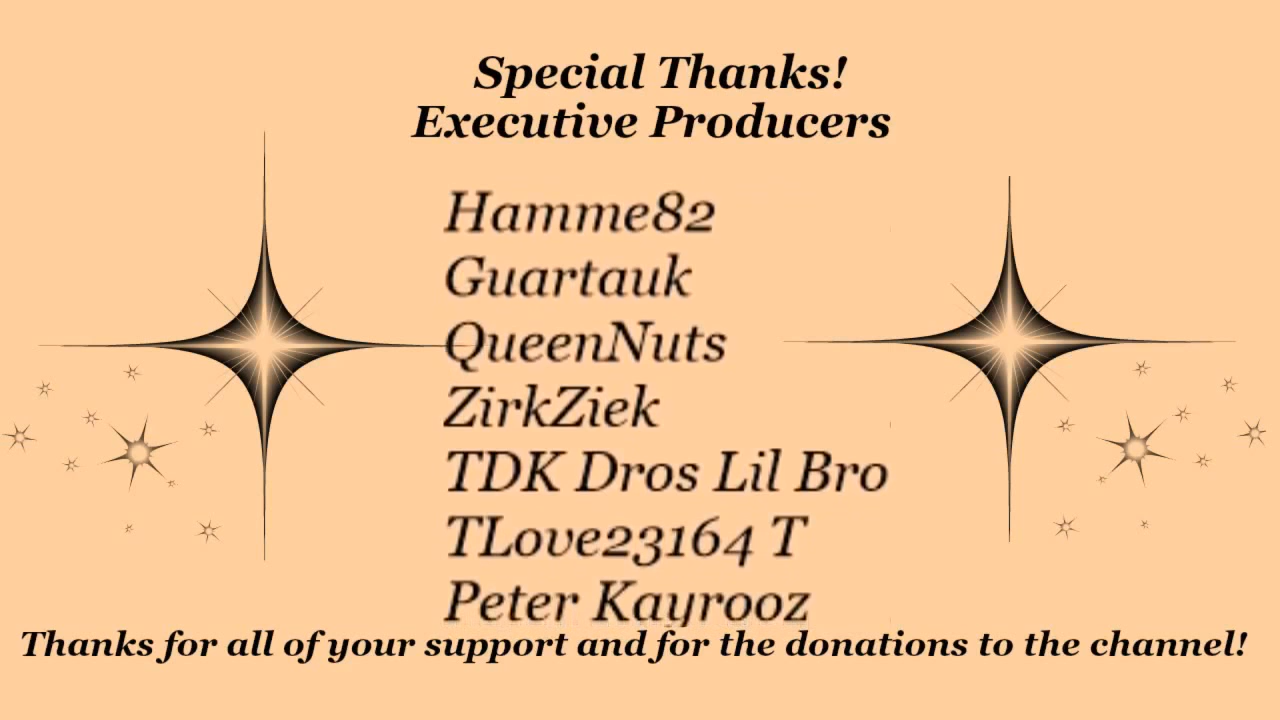 Special Thanks!
Executive Producers
Hamme82
Guartauk
QueenNuts
ZirkZiek
TDK Dros Lil Bro
TLove23164 T
Peter Kayrooz
Thanks for all of your support and for the donations to the channel!